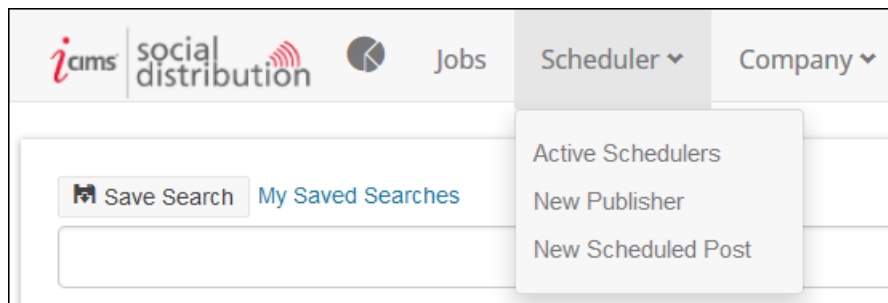 icims social distribution Jobs Scheduler Company
Active Schedulers
Save Search My Saved Searches
New Publisher
New Scheduled Post